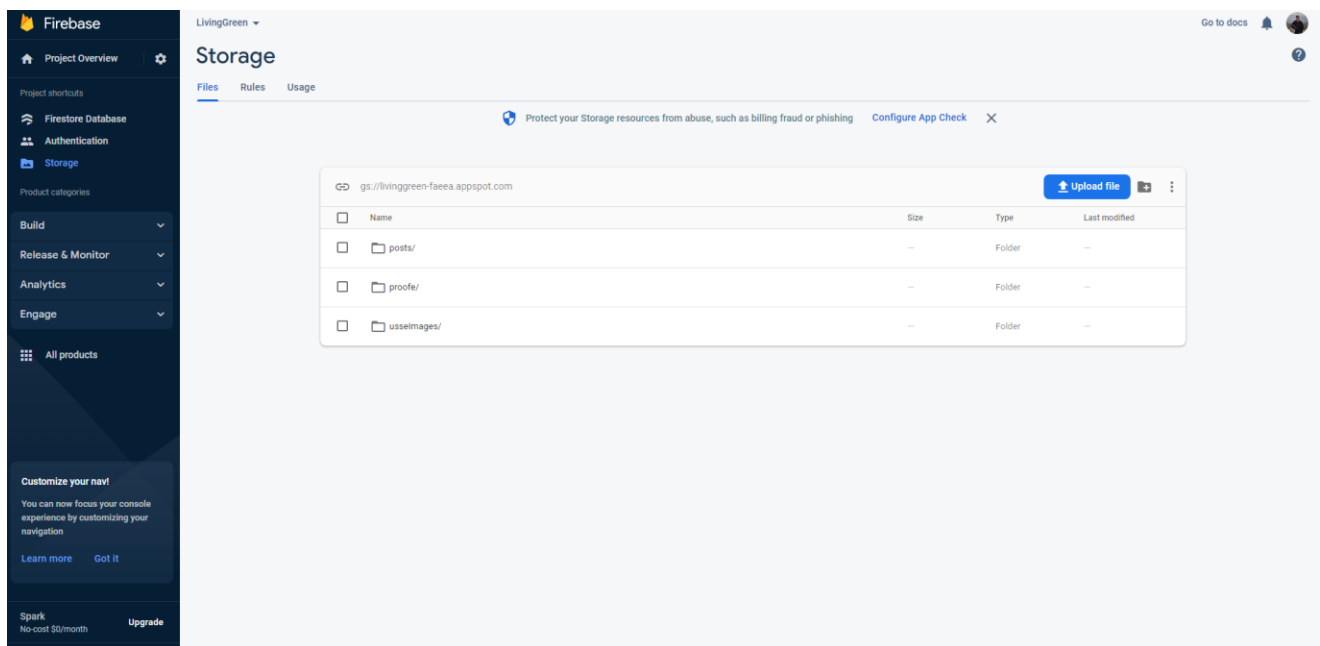 Firebase
Project Overview
Project shortcuts
Firestore Database
Authentication
Storage
Product categories
Build
Release & Monitor
Analytics
Engage
All products
Customize your nav!
You can now focus your console
experience by customizing your
navigation
Learn more Got it
Spark
No-cost $0/month
Upgrade
LivingGreen
Go to docs
Storage
Files Rules Usage
Protect your Storage resources from abuse, such as billing fraud or phishing Configure App Check
gs://livinggreen-faeea.appspot.com
Upload file
Name Size Type Last modified
posts/ — Folder —
proofe/ — Folder —
usseImages/ — Folder —